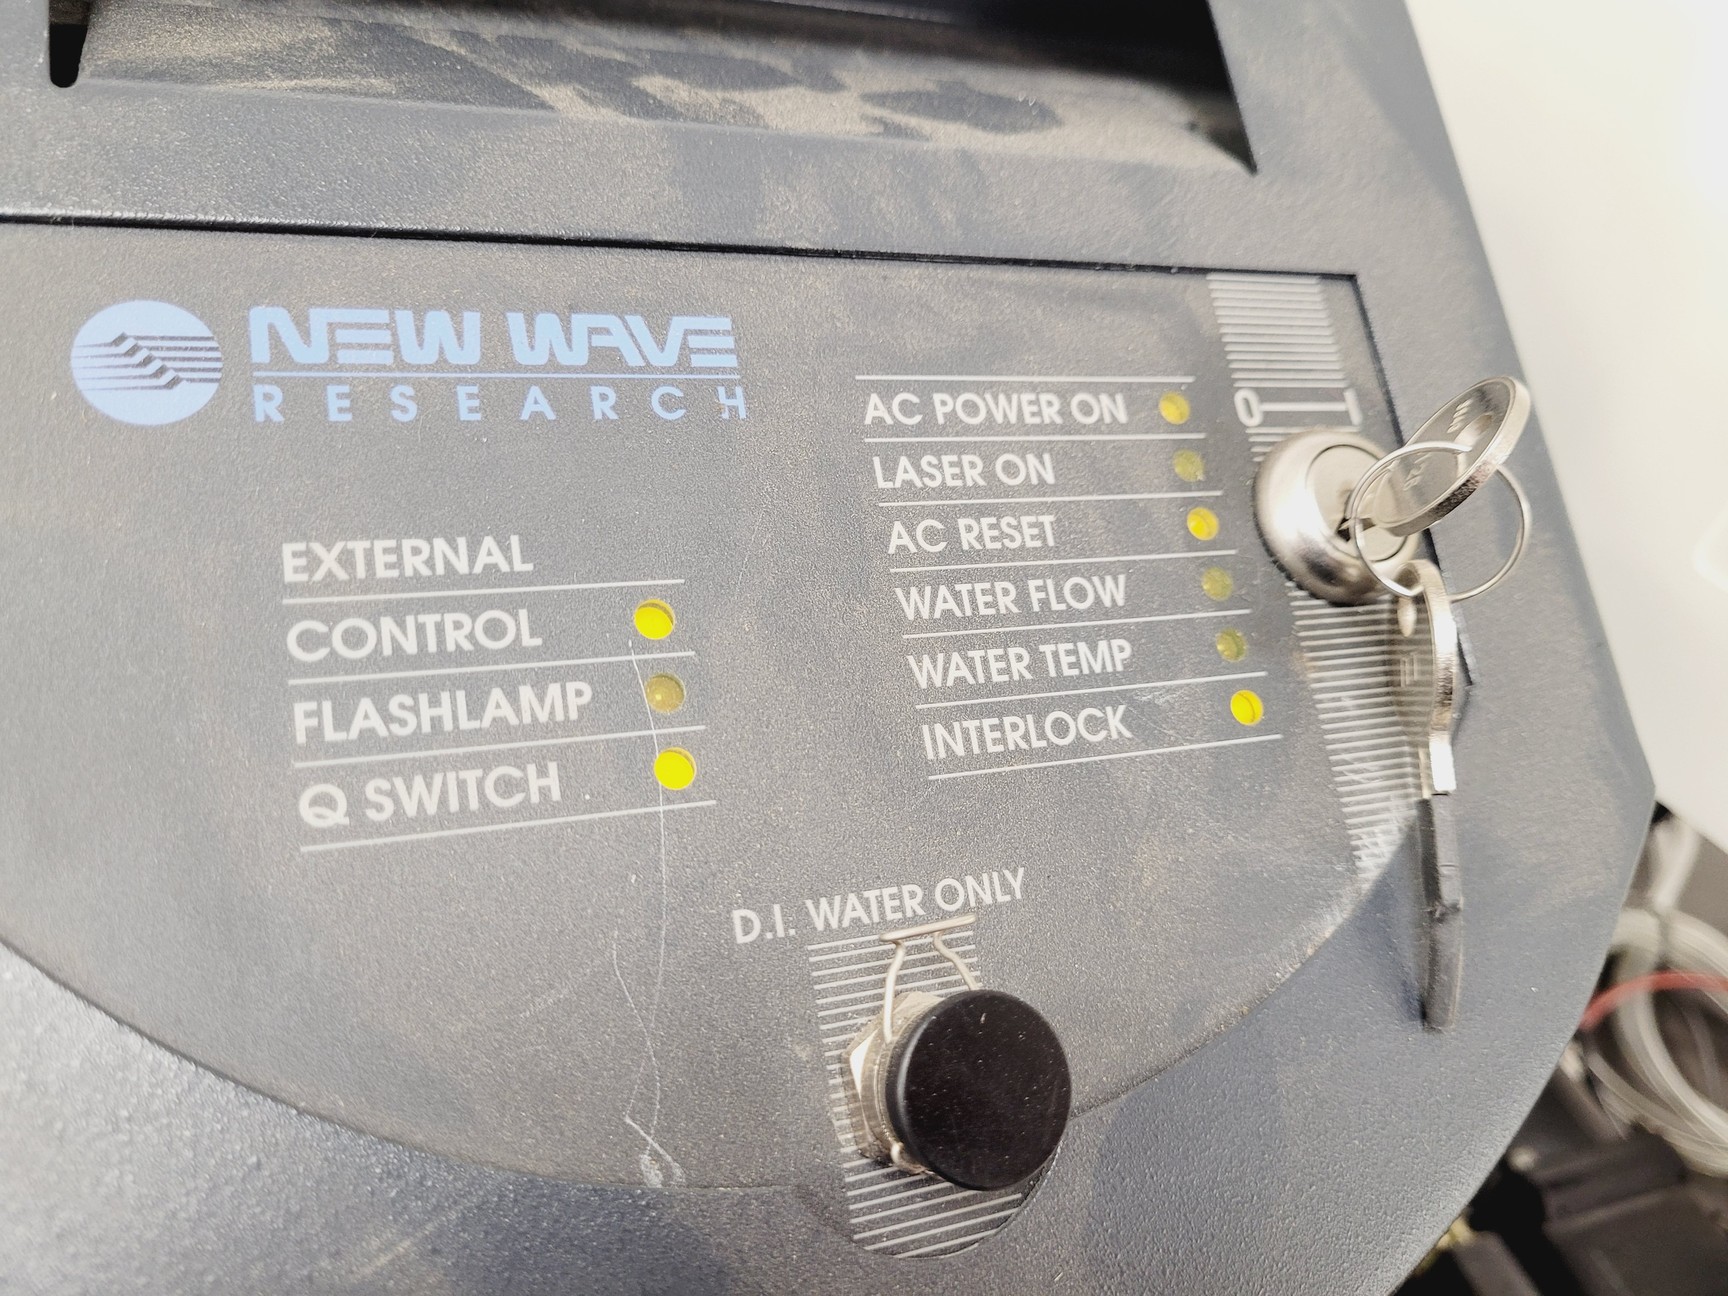 NEW WAVE
RESEARCH
EXTERNAL
CONTROL
FLASHLAMP
Q SWITCH
AC POWER ON
LASER ON
AC RESET
WATER FLOW
WATER TEMP
INTERLOCK
O I
D.I. WATER ONLY